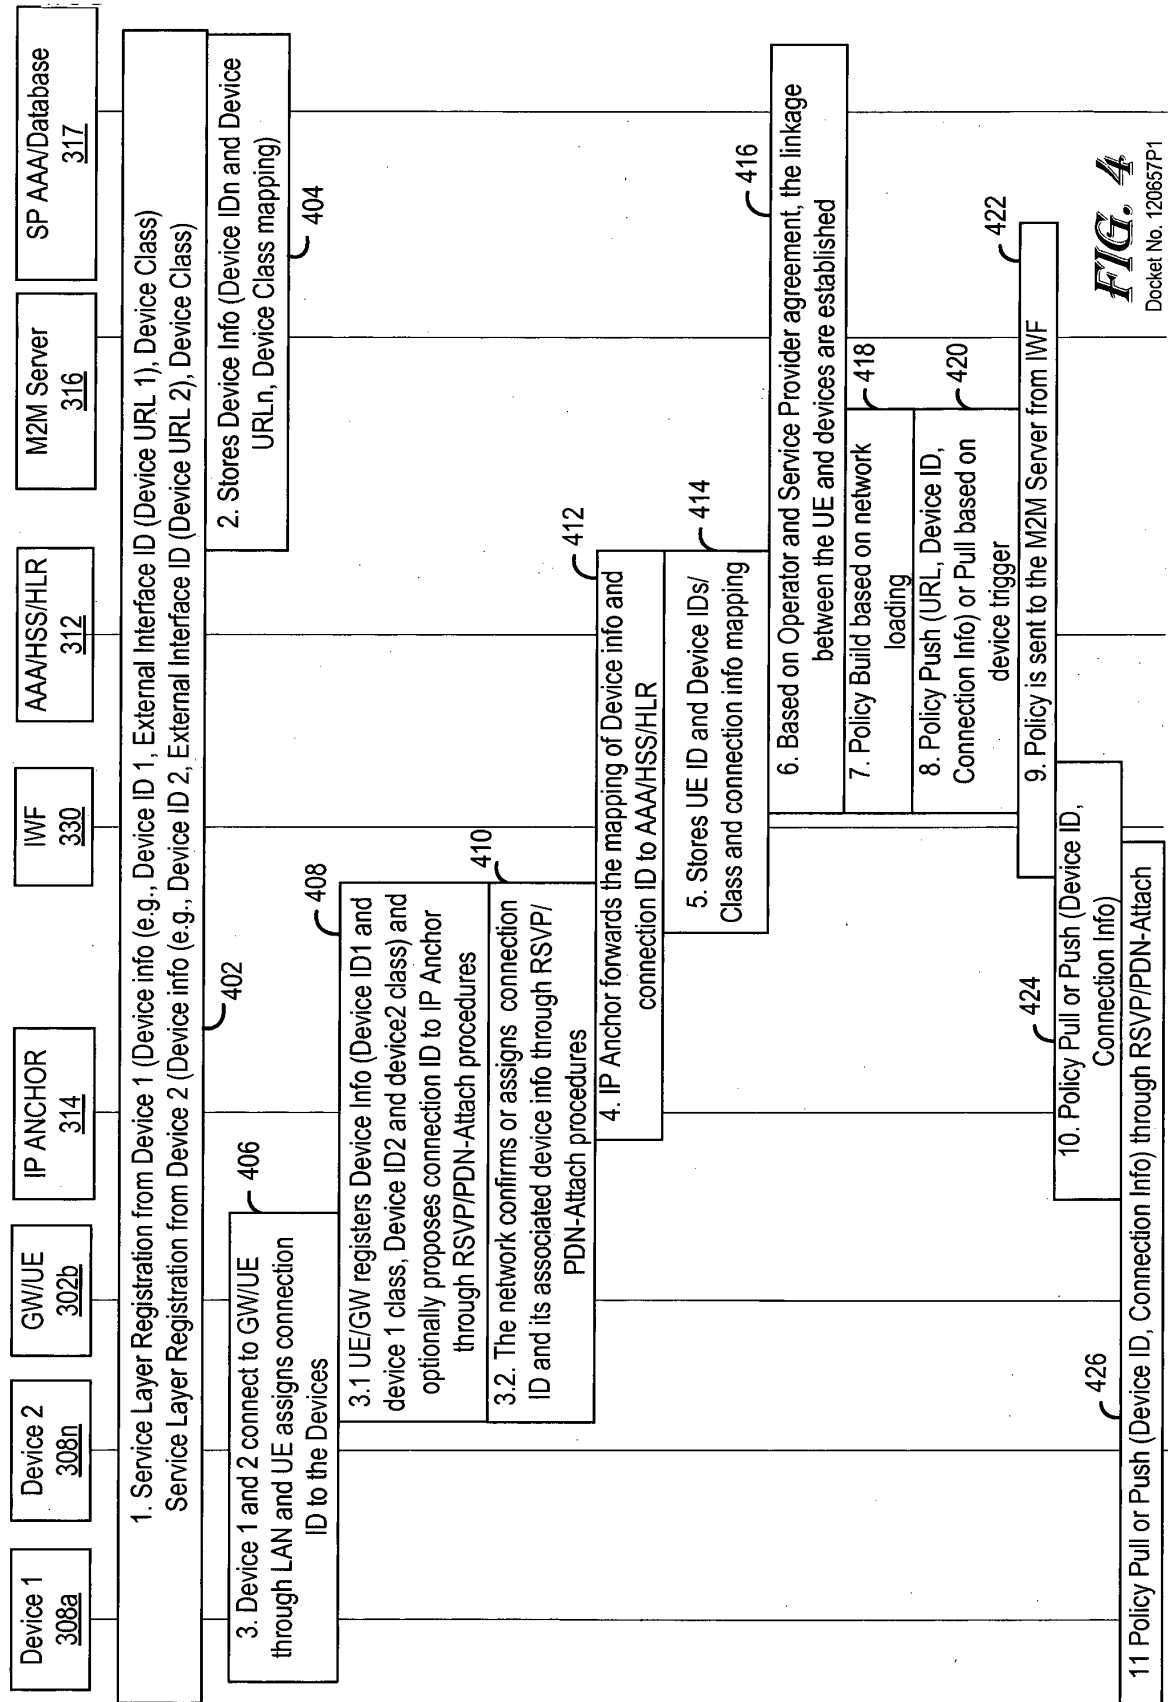 Device 1
308a
Device 2
308n
GW/UE
302b
IP ANCHOR
314
IWF
330
AAA/HSS/HLR
312
M2M Server
316
SP AAA/Database
317
1. Service Layer Registration from Device 1 (Device info (e.g., Device ID 1, External Interface ID (Device URL 1), Device Class)
Service Layer Registration from Device 2 (Device info (e.g., Device ID 2, External Interface ID (Device URL 2), Device Class)
402
2. Stores Device Info (Device IDn and Device
URLn, Device Class mapping)
404
3. Device 1 and 2 connect to GW/UE
through LAN and UE assigns connection
ID to the Devices
406
3.1 UE/GW registers Device Info (Device ID1 and
device 1 class, Device ID2 and device2 class) and
optionally proposes connection ID to IP Anchor
through RSVP/PDN-Attach procedures
408
3.2. The network confirms or assigns connection
ID and its associated device info through RSVP/
PDN-Attach procedures
410
4. IP Anchor forwards the mapping of Device info and
connection ID to AAA/HSS/HLR
412
5. Stores UE ID and Device IDs/
Class and connection info mapping
414
6. Based on Operator and Service Provider agreement, the linkage
between the UE and devices are established
416
7. Policy Build based on network
loading
418
8. Policy Push (URL, Device ID,
Connection Info) or Pull based on
device trigger
420
9. Policy is sent to the M2M Server from IWF
422
10. Policy Pull or Push (Device ID,
Connection Info)
424
11 Policy Pull or Push (Device ID, Connection Info) through RSVP/PDN-Attach
426
FIG. 4
Docket No. 120657P1